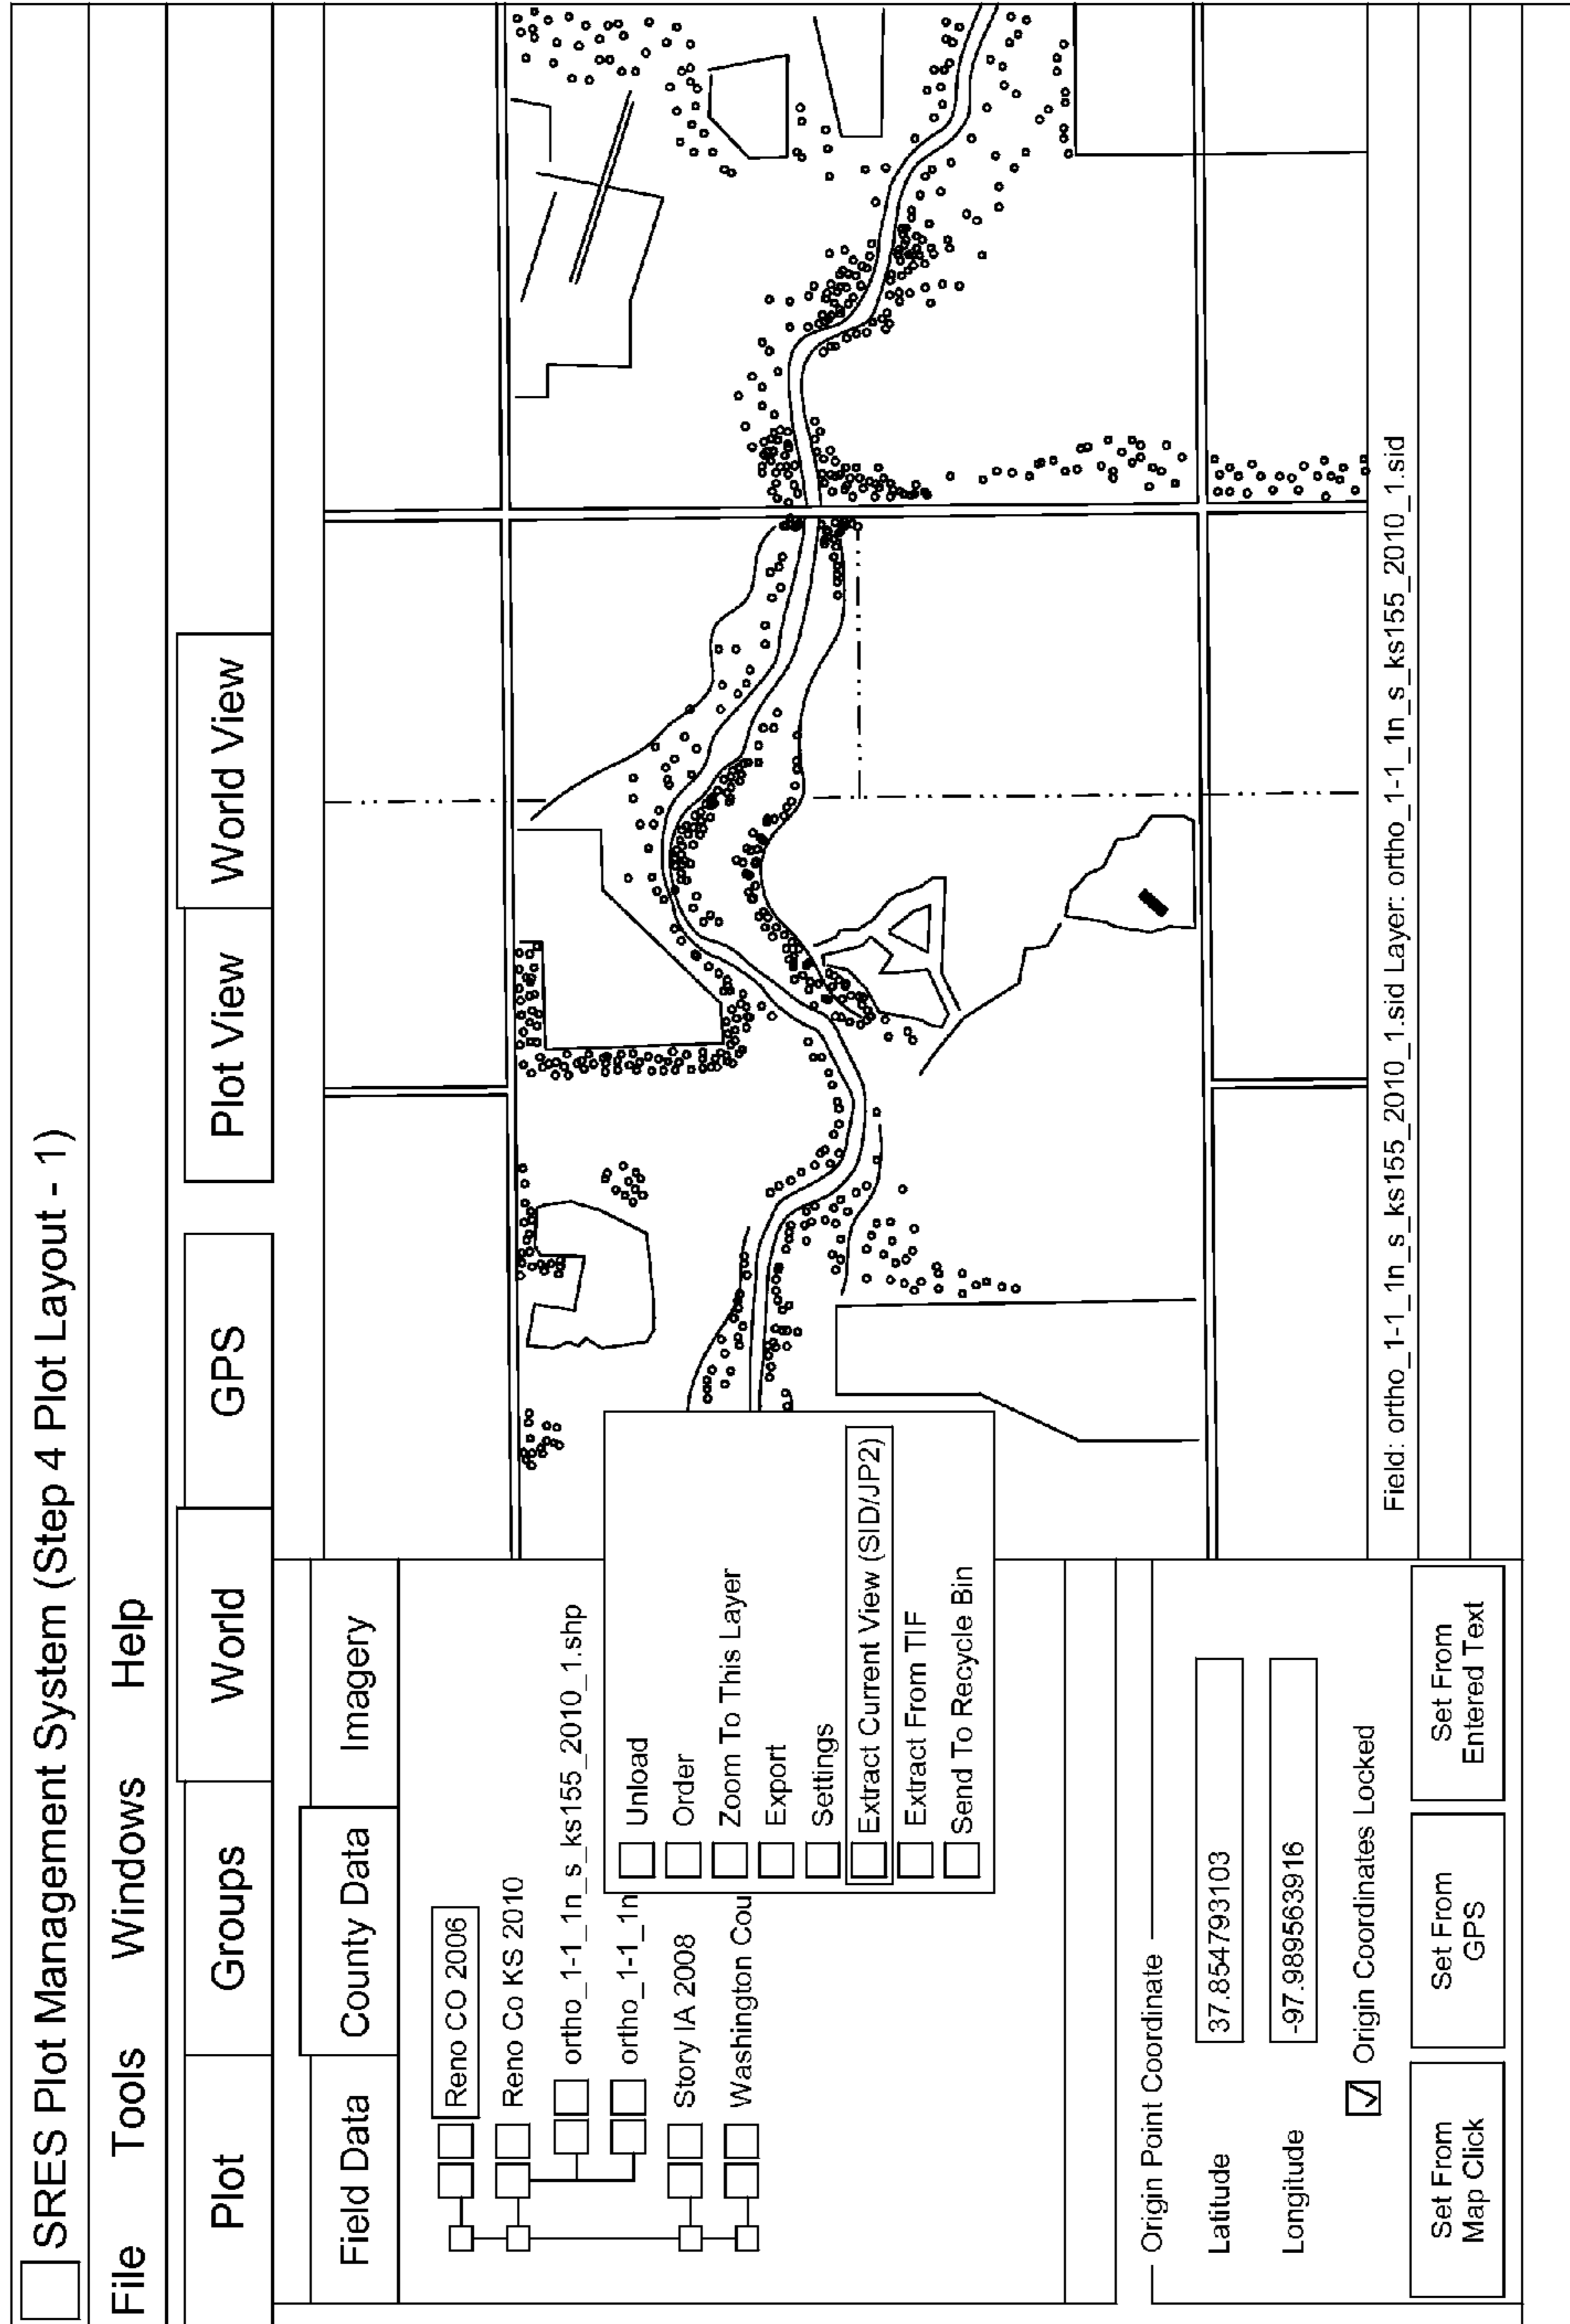 SRES Plot Management System (Step 4 Plot Layout - 1)
File Tools Windows Help
Plot Groups World GPS Plot View World View
Field Data County Data Imagery
Reno CO 2006
Reno Co KS 2010
ortho_1-1_1n_s_ks155_2010_1.shp
ortho_1-1_1n
Story IA 2008
Washington Cou
Unload
Order
Zoom To This Layer
Export
Settings
Extract Current View (SID/JP2)
Extract From TIF
Send To Recycle Bin
Origin Point Coordinate
Latitude 37.854793103
Longitude -97.989563916
Origin Coordinates Locked
Set From
Map Click
Set From
GPS
Set From
Entered Text
Field: ortho_1-1_1n_s_ks155_2010_1.sid Layer: ortho_1-1_1n_s_ks155_2010_1.sid